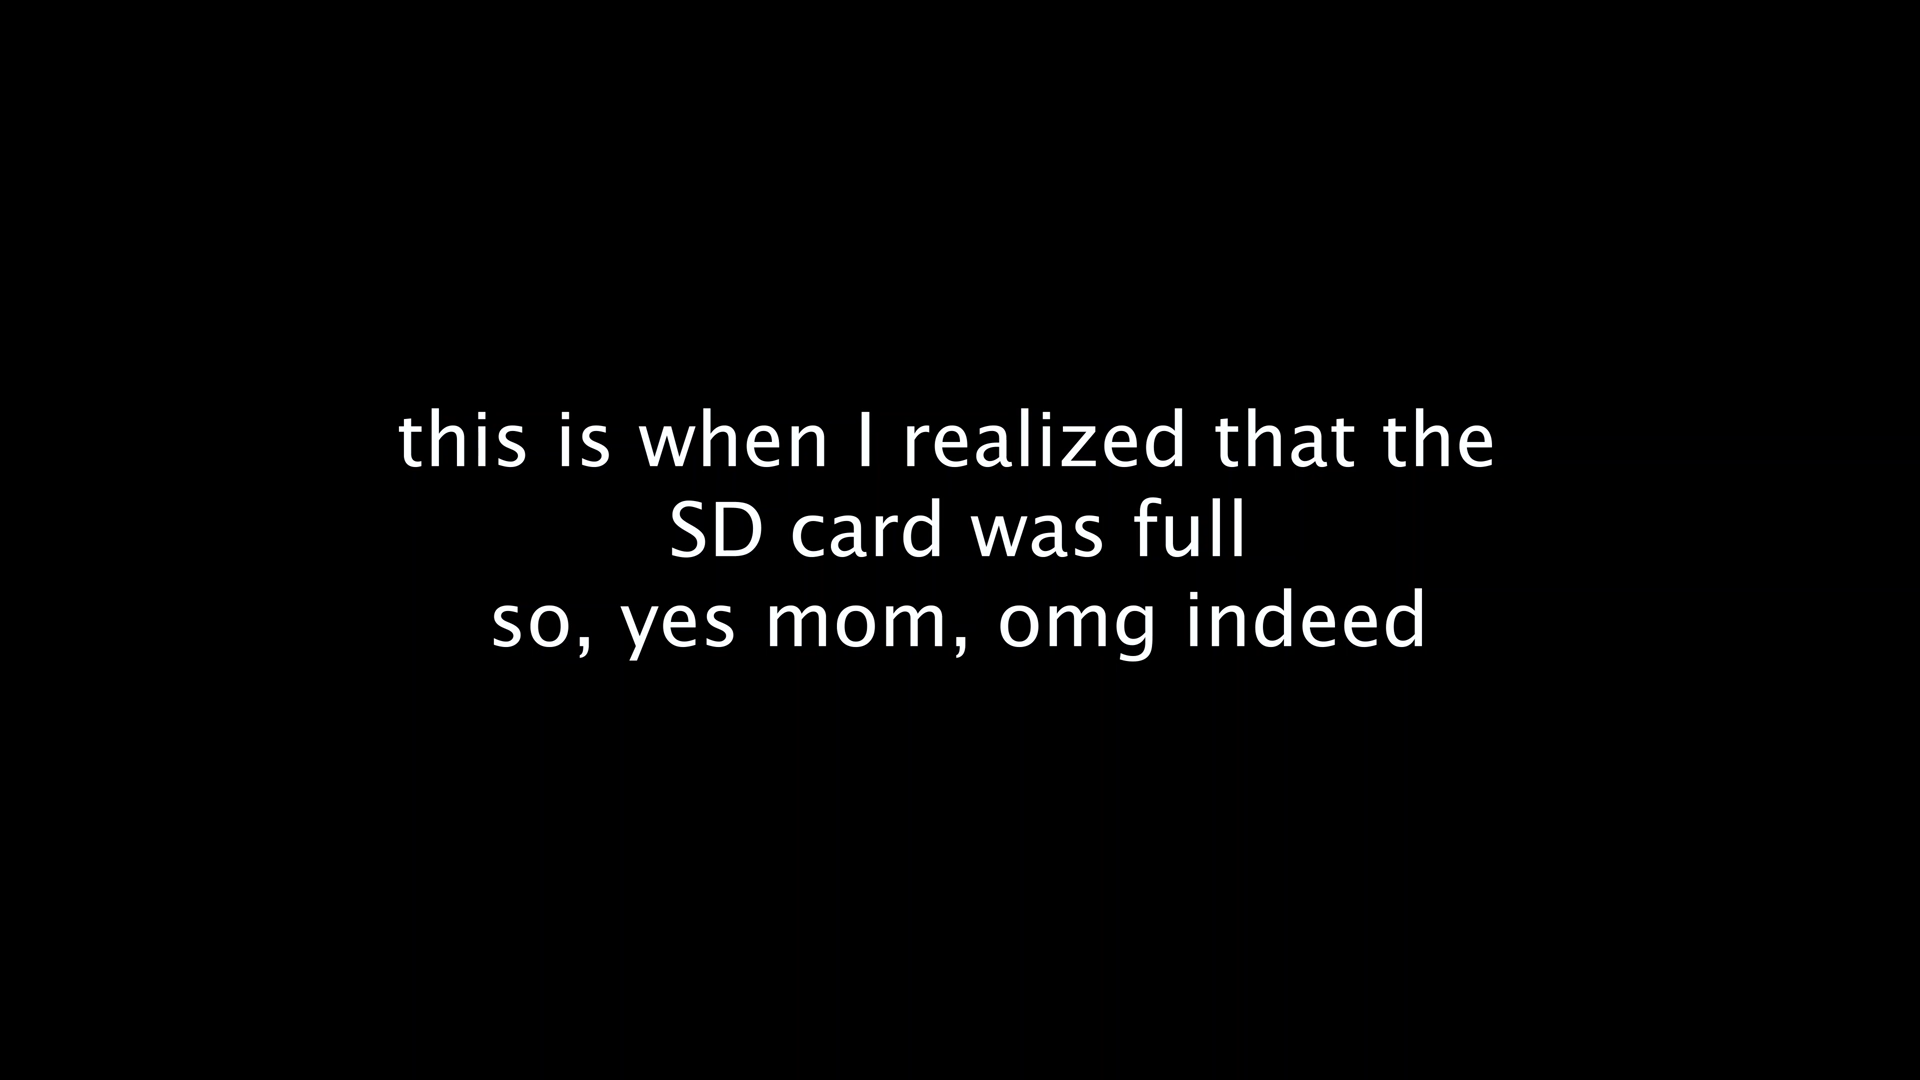 this is when I realized that the
SD card was full
so, yes mom, omg indeed